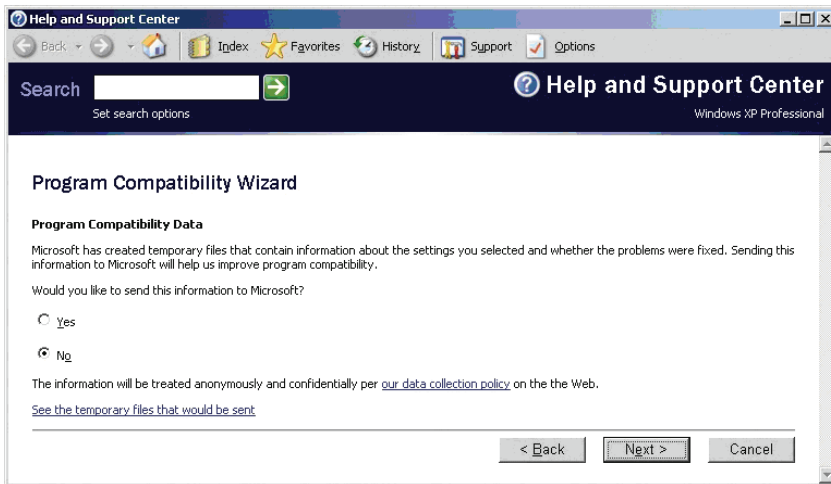 Help and Support Center
Back Index Favorites History Support Options
Search
Help and Support Center
Set search options
Windows XP Professional
Program Compatibility Wizard
Program Compatibility Data
Microsoft has created temporary files that contain information about the settings you selected and whether the problems were fixed. Sending this
information to Microsoft will help us improve program compatibility.
Would you like to send this information to Microsoft?
Yes
No
The information will be treated anonymously and confidentially per our data collection policy on the the Web.
See the temporary files that would be sent
< Back Next > Cancel